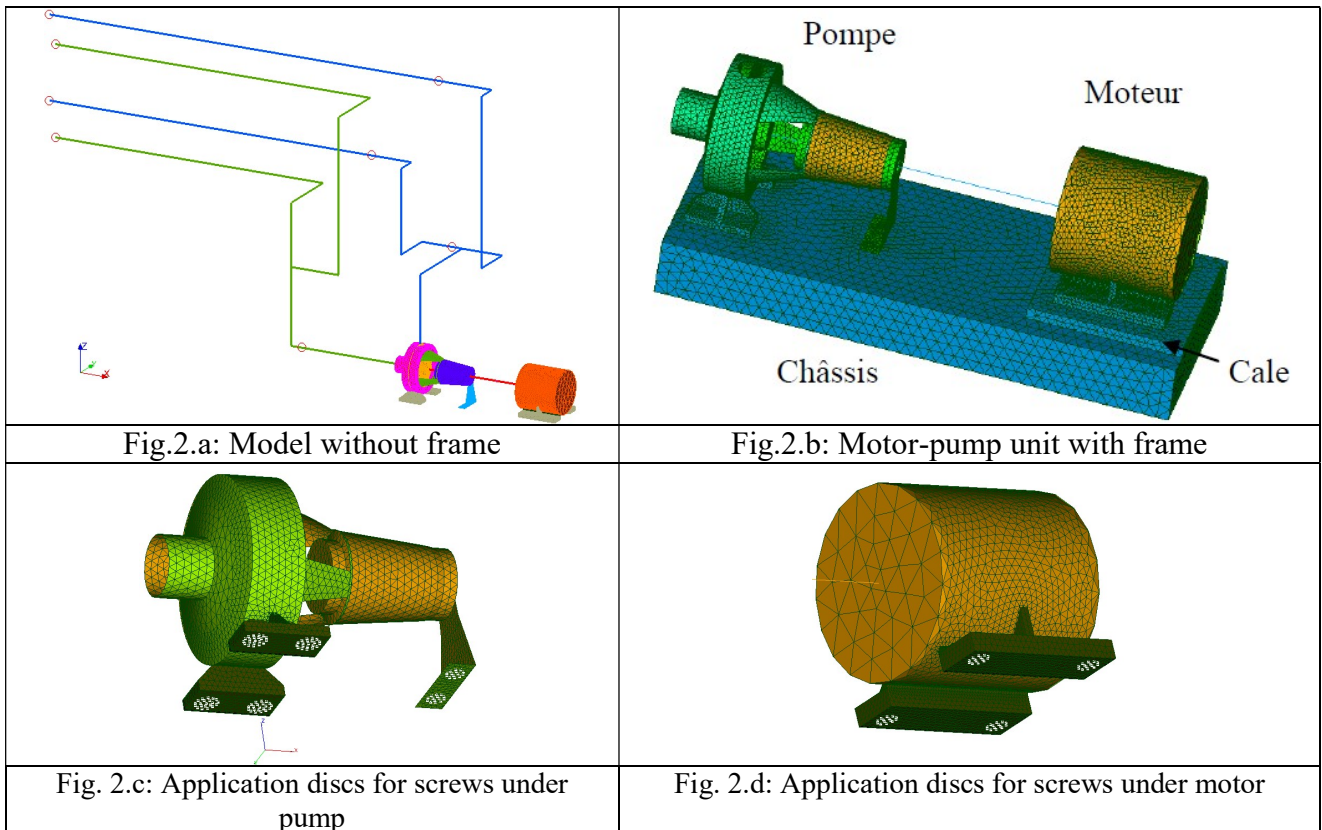 Z
Y
X
Fig.2.a: Model without frame
Pompe
Moteur
Châssis
Cale
Fig.2.b: Motor-pump unit with frame
z
x
Fig. 2.c: Application discs for screws under
pump
Fig. 2.d: Application discs for screws under motor